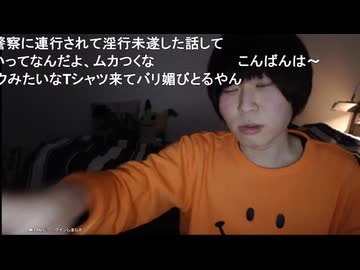 警察に連行されて淫行未遂した話して
いってなんだよ、ムカつくな こんばんは～
クみたいなTシャツ来てバリ媚びとるやん